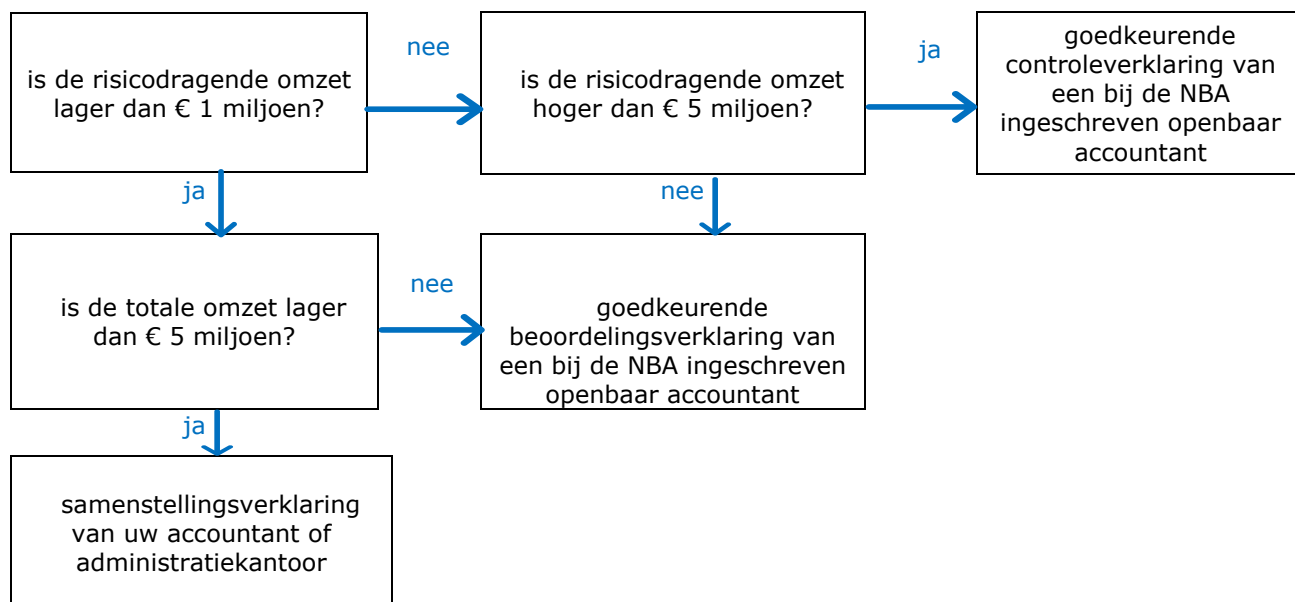 is de risicodragende omzet
lager dan € 1 miljoen?
nee
is de risicodragende omzet
hoger dan € 5 miljoen?
ja
goedkeurende
controleverklaring van
een bij de NBA
ingeschreven openbaar
accountant
ja
nee
is de totale omzet lager
dan € 5 miljoen?
nee
goedkeurende
beoordelingsverklaring van
een bij de NBA ingeschreven
openbaar accountant
ja
samenstellingsverklaring
van uw accountant of
administratiekantoor